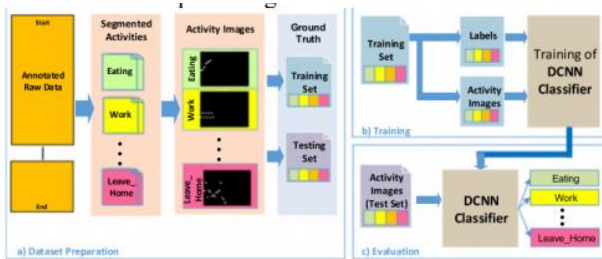 Start
Annotated
Raw Data
End
Segmented
Activities
Eating
Work
Leave_
Home
Activity Images
Eating
Work
Leave_
Home
Ground
Truth
Training
Set
Testing
Set
a) Dataset Preparation
Training
Set
Labels
Activity
Images
Training of
DCNN
Classifier
b) Training
Activity
Images
(Test Set)
DCNN
Classifier
Eating
Work
Leave_Home
c) Evaluation